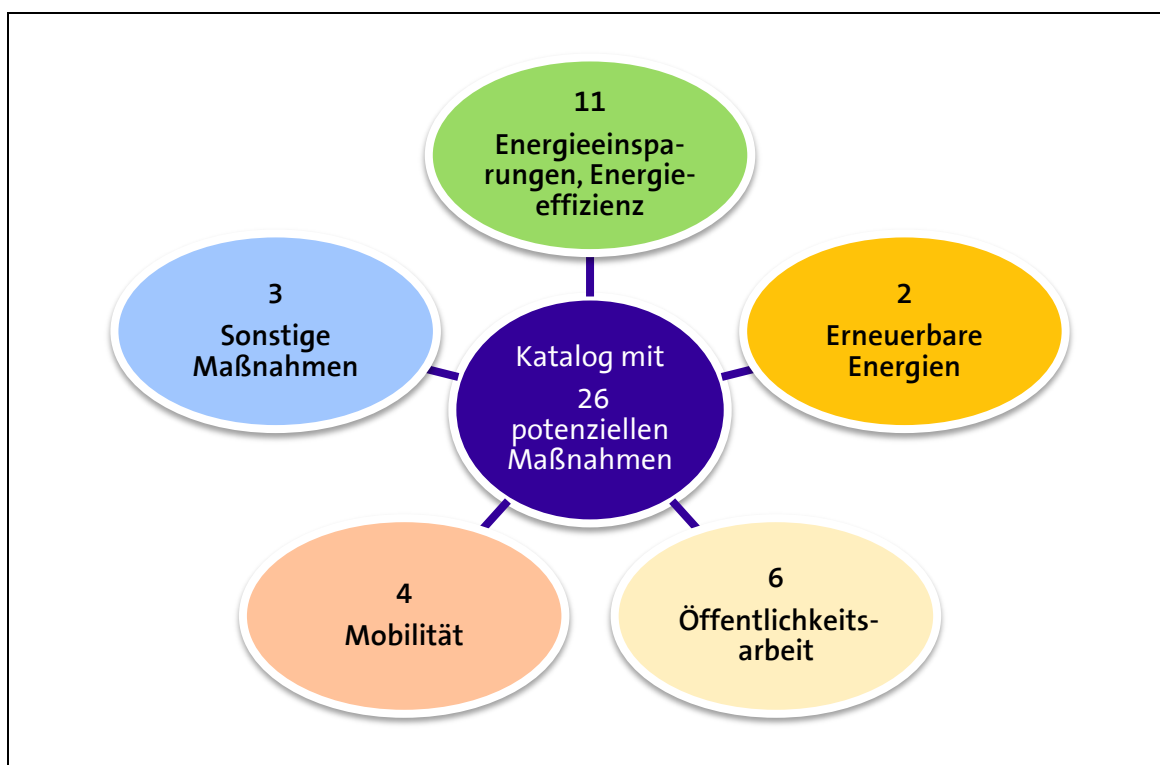 11
Energieeinspa-
rungen, Energie-
effizienz
3
Sonstige
Maßnahmen
2
Erneuerbare
Energien
Katalog mit
26
potenziellen
Maßnahmen
4
Mobilität
6
Öffentlichkeits-
arbeit